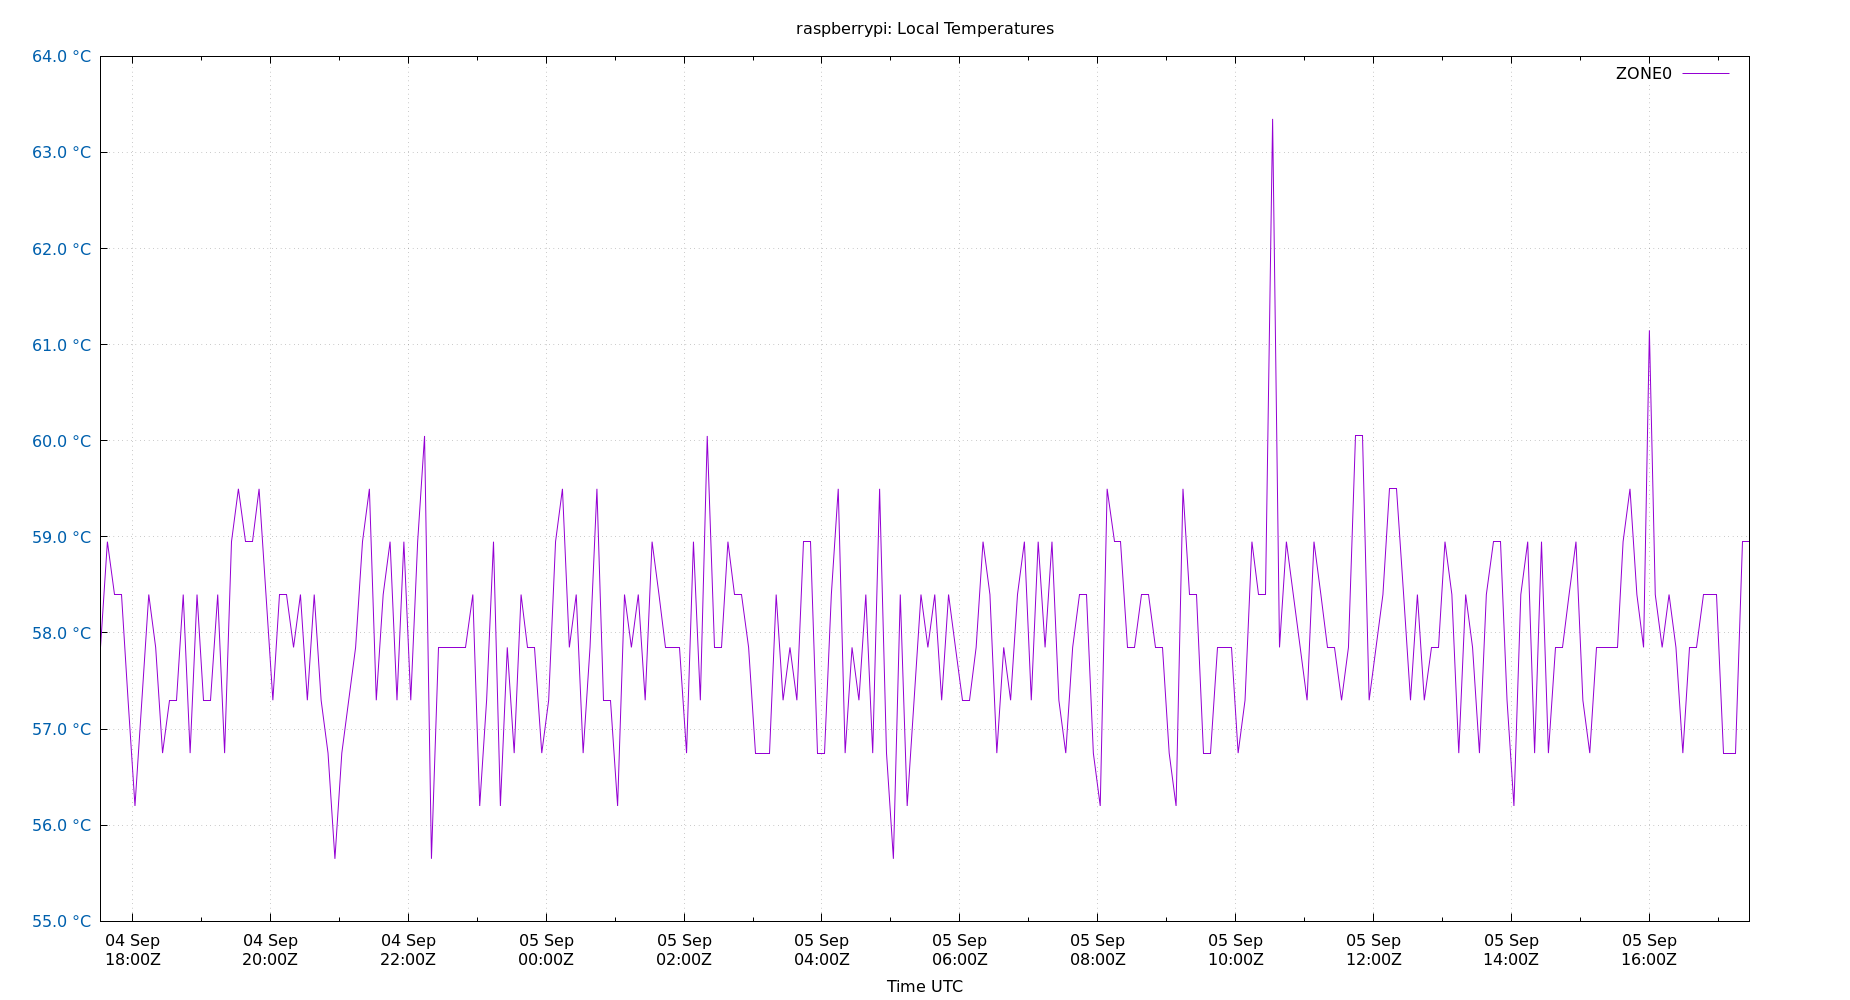 raspberrypi: Local Temperatures
64.0 °C
63.0 °C
62.0 °C
61.0 °C
60.0 °C
59.0 °C
58.0 °C
57.0 °C
56.0 °C
55.0 °C
ZONE0
04 Sep 04 Sep 04 Sep 05 Sep 05 Sep 05 Sep 05 Sep 05 Sep 05 Sep 05 Sep 05 Sep 05 Sep
18:00Z 20:00Z 22:00Z 00:00Z 02:00Z 04:00Z 06:00Z 08:00Z 10:00Z 12:00Z 14:00Z 16:00Z
Time UTC